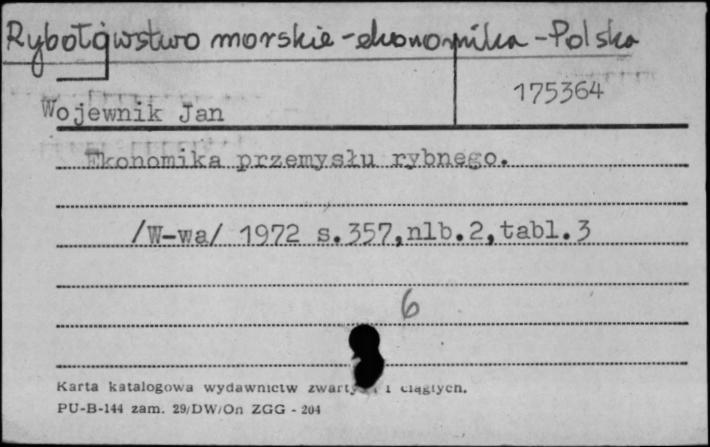 Rybołówstwo morskie - ekonomika - Polska
175364
Wojewnik Jan
Ekonomika przemysłu rybnego.
/W-wa/ 1972 s.357,nlb.2,tabl.3
6
Karta katalogowa wydawnictw i ciągłych.
PU-B-144 zam. 29/DW/On ZGG - 204